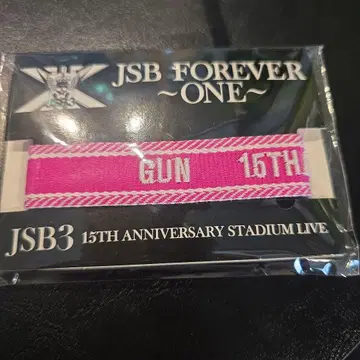 JSB FOREVER
~ONE~
GUN 15TH
JSB3 15TH ANNIVERSARY STADIUM LIVE